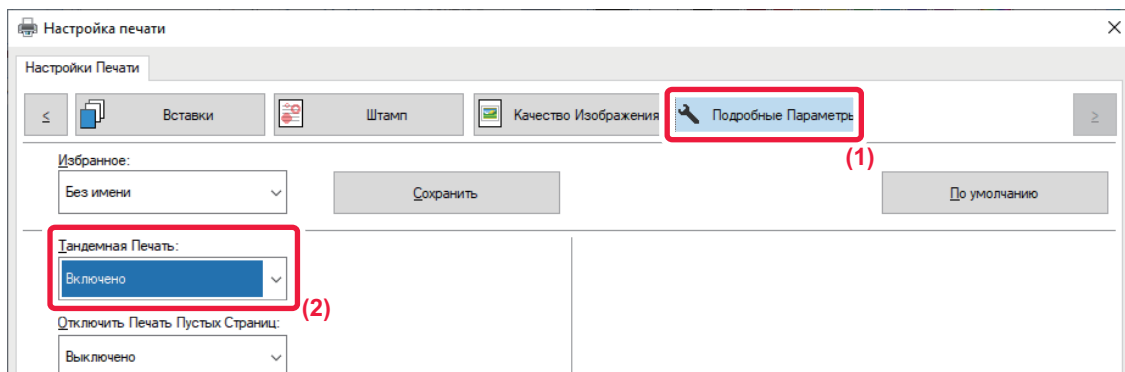 Настройка печати
Настройки Печати
< Вставки Штамп Качество Изображения Подробные Параметры >
(1)
Избранное:
Без имени Сохранить По умолчанию
Тандемная Печать:
Включено
(2)
Отключить Печать Пустых Страниц:
Выключено